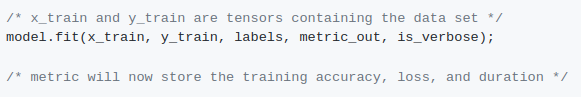 /* x_train and y_train are tensors containing the data set */
model.fit(x_train, y_train, labels, metric_out, is_verbose);
/* metric will now store the training accuracy, loss, and duration */